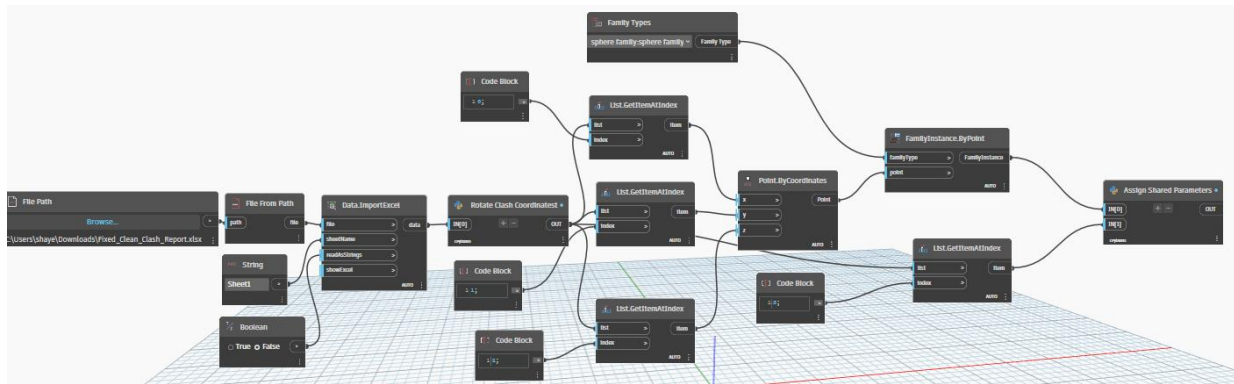 Family Types
sphere family:sphere family
Family Type
Code Block
List.GetItemAtIndex
list
>
item
index
>
AUTO
FamilyInstance.ByPoint
familyType
>
FamilyInstance
point
>
AUTO
File Path
Browse...
>
C:\Users\shaye\Downloads\Fixed_Clean_Clash_Report.xlsx
File From Path
path
file
Data.ImportExcel
file
>
data
sheetName
>
readAsStrings
>
showExcel
>
AUTO
Rotate Clash Coordinatest
IN[0]
+
-
OUT
List.GetItemAtIndex
list
>
item
index
>
AUTO
Point.ByCoordinates
x
>
Point
y
>
z
>
AUTO
Assign Shared Parameters
IN[0]
+
-
OUT
IN[1]
String
Sheet1
>
Code Block
List.GetItemAtIndex
list
>
item
index
>
AUTO
Code Block
Boolean
True
False
>
List.GetItemAtIndex
list
>
item
index
>
AUTO
Code Block